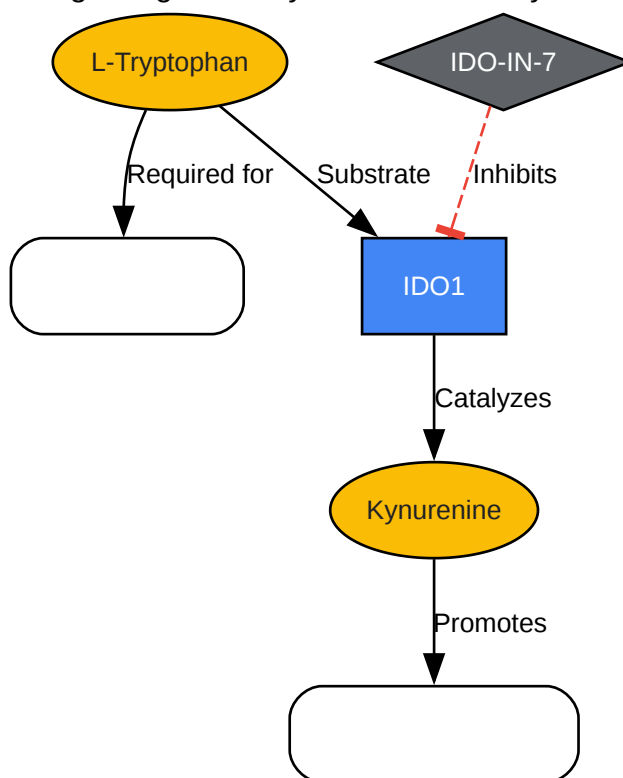 L-Tryptophan
IDO-IN-7
Required for
Substrate
Inhibits
IDO1
Catalyzes
Kynurenine
Promotes